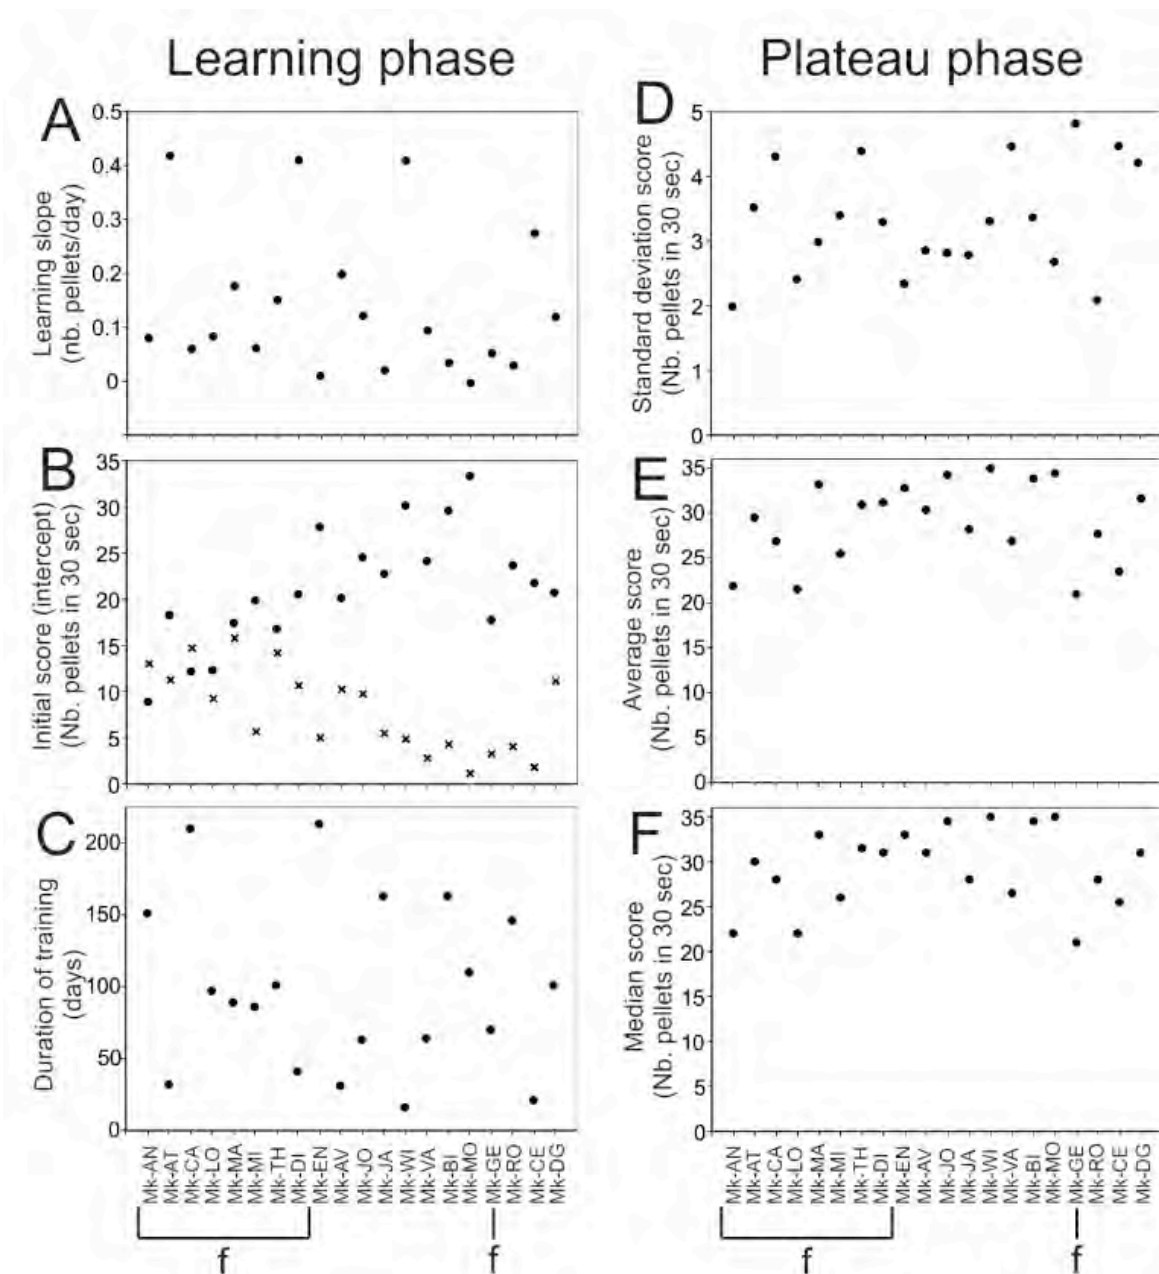 Learning phase
Plateau phase
A
Learning slope
(nb. pellets/day)
0.5
0.4
0.3
0.2
0.1
0
B
Initial score (intercept)
(Nb. pellets in 30 sec)
35
30
25
20
15
10
5
0
C
Duration of training
(days)
200
150
100
50
0
Mk-AN
Mk-AT
Mk-CA
Mk-LO
Mk-MA
Mk-MI
Mk-TH
Mk-DI
Mk-EN
Mk-AV
Mk-JO
Mk-JA
Mk-WI
Mk-VA
Mk-BI
Mk-MO
Mk-GE
Mk-RO
Mk-CE
Mk-DG
f
f
D
Standard deviation score
(Nb. pellets in 30 sec)
5
4
3
2
1
0
E
Average score
(Nb. pellets in 30 sec)
35
30
25
20
15
10
5
0
F
Median score
(Nb. pellets in 30 sec)
35
30
25
20
15
10
5
0
Mk-AN
Mk-AT
Mk-CA
Mk-LO
Mk-MA
Mk-MI
Mk-TH
Mk-DI
Mk-EN
Mk-AV
Mk-JO
Mk-JA
Mk-WI
Mk-VA
Mk-BI
Mk-MO
Mk-GE
Mk-RO
Mk-CE
Mk-DG
f
f